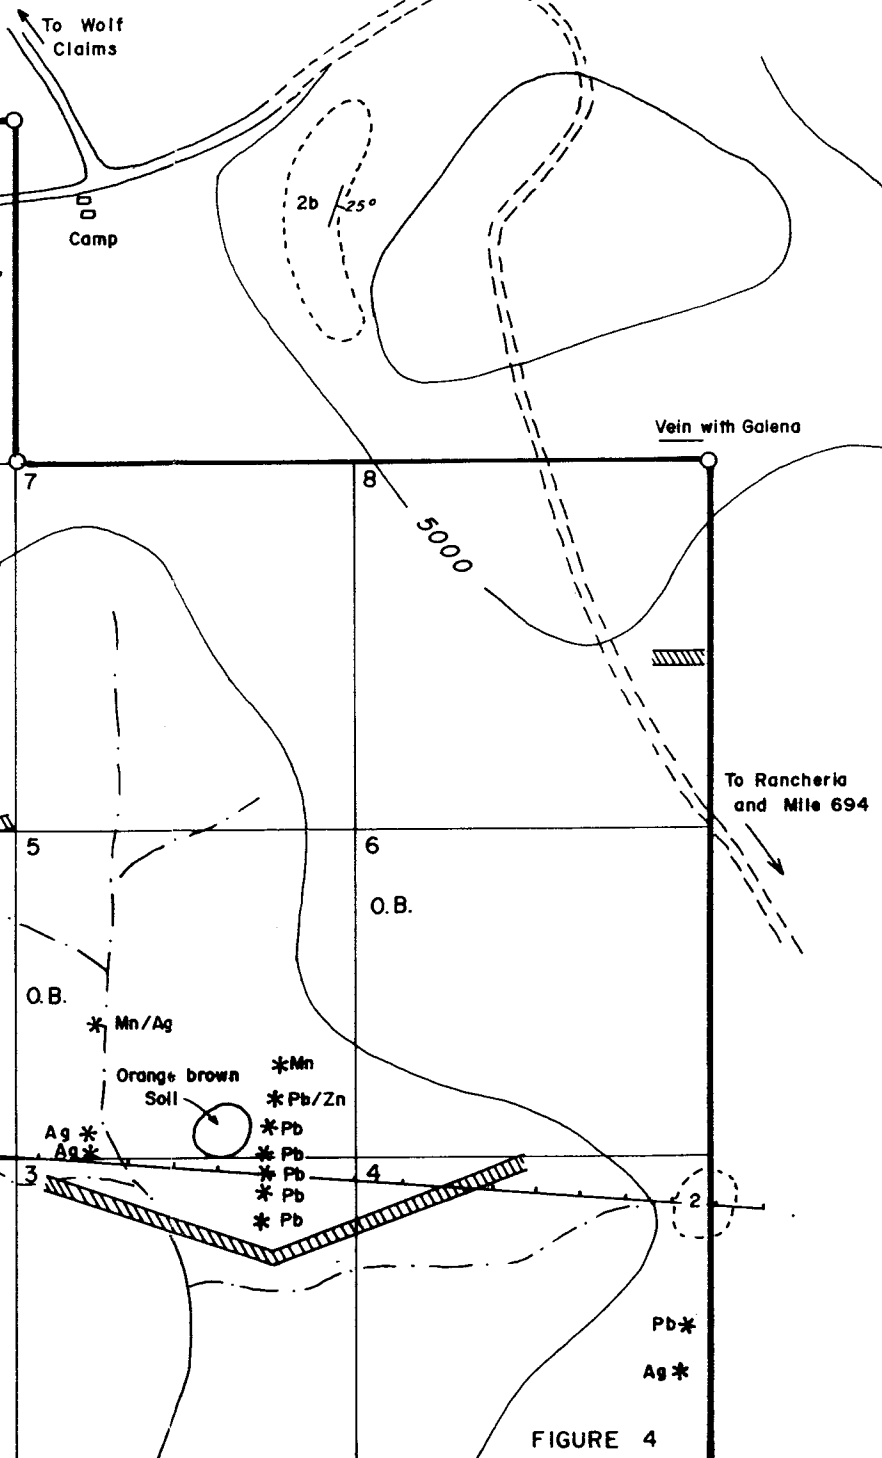 To Wolf
Claims
2b
25°
Camp
Vein with Galena
7
8
5000
To Rancheria
and Mile 694
5
6
O.B.
O.B.
Mn/Ag
Mn
Orange brown
Soil
Pb/Zn
Pb
Ag
Ag
Pb
3
Pb
4
Pb
2
Pb
Pb
Ag
FIGURE 4